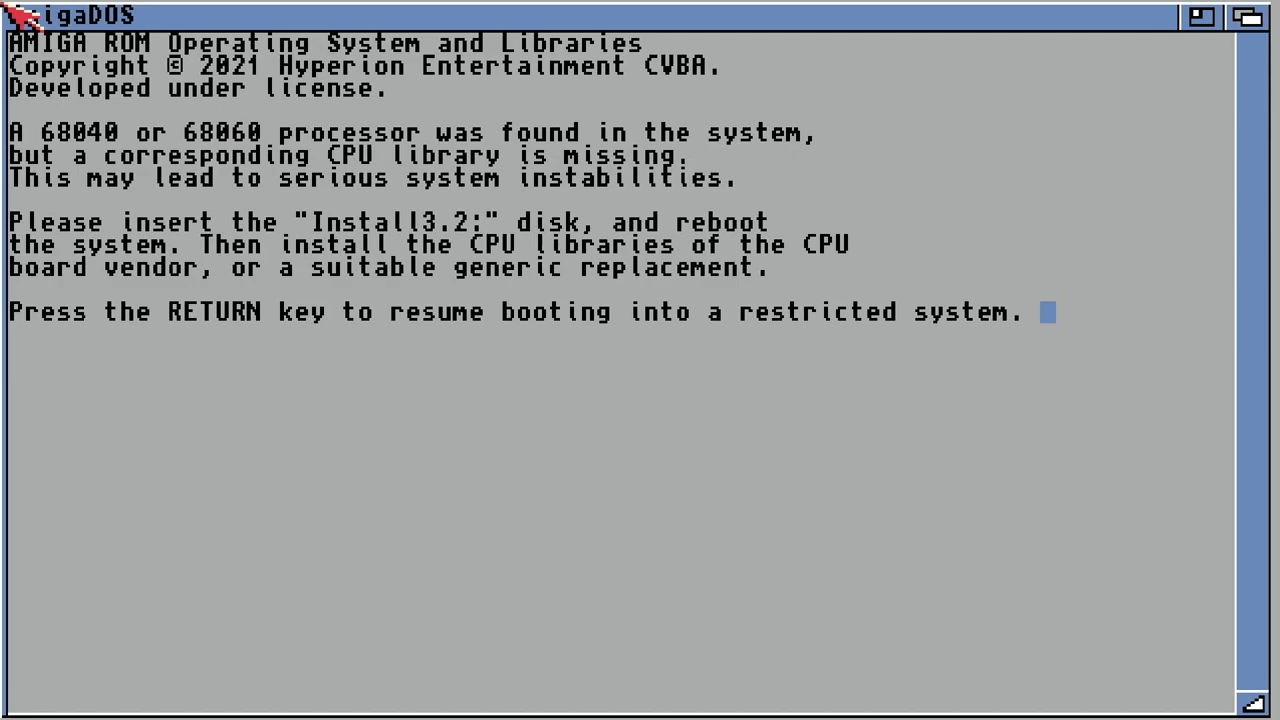 igaDOS
AMIGA ROM Operating System and Libraries
Copyright © 2021 Hyperion Entertainment CVBA.
Developed under license.
A 68040 or 68060 processor was found in the system,
but a corresponding CPU library is missing.
This may lead to serious system instabilities.
Please insert the "Install3.2:" disk, and reboot
the system. Then install the CPU libraries of the CPU
board vendor, or a suitable generic replacement.
Press the RETURN key to resume booting into a restricted system.